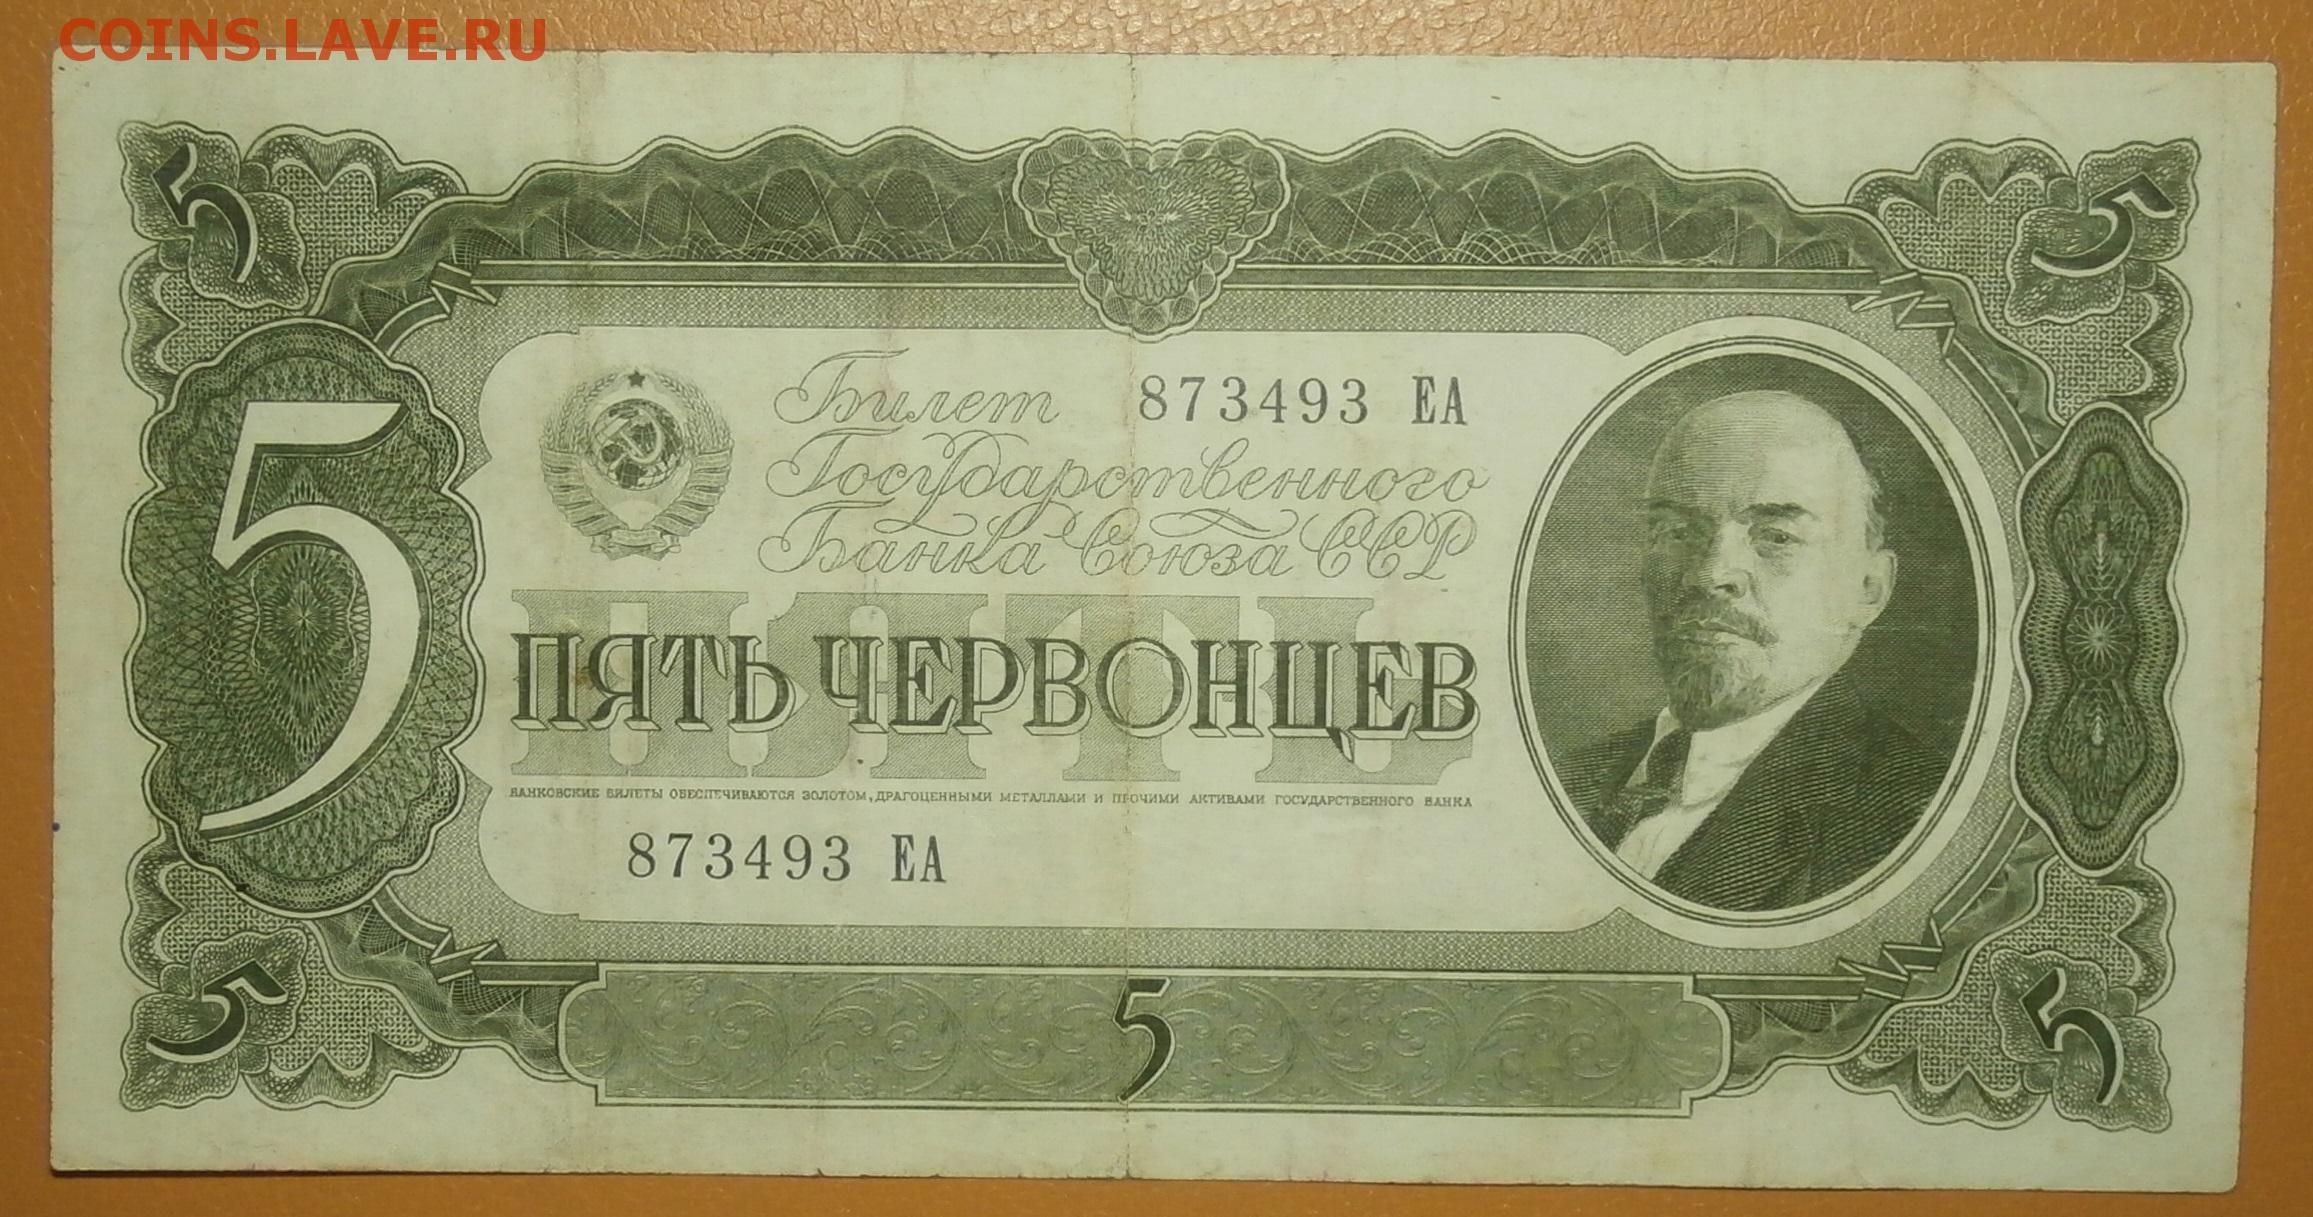 COINS.LAVE.RU
5
5
Билет 873493 ЕА
Государственного
Банка Союза ССР
5
ПЯТЬ
ПЯТЬ ЧЕРВОНЦЕВ
БАНКОВСКИЕ БИЛЕТЫ ОБЕСПЕЧИВАЮТСЯ ЗОЛОТОМ, ДРАГОЦЕННЫМИ МЕТАЛЛАМИ И ПРОЧИМИ АКТИВАМИ ГОСУДАРСТВЕННОГО БАНКА
873493 ЕА
5
5
5